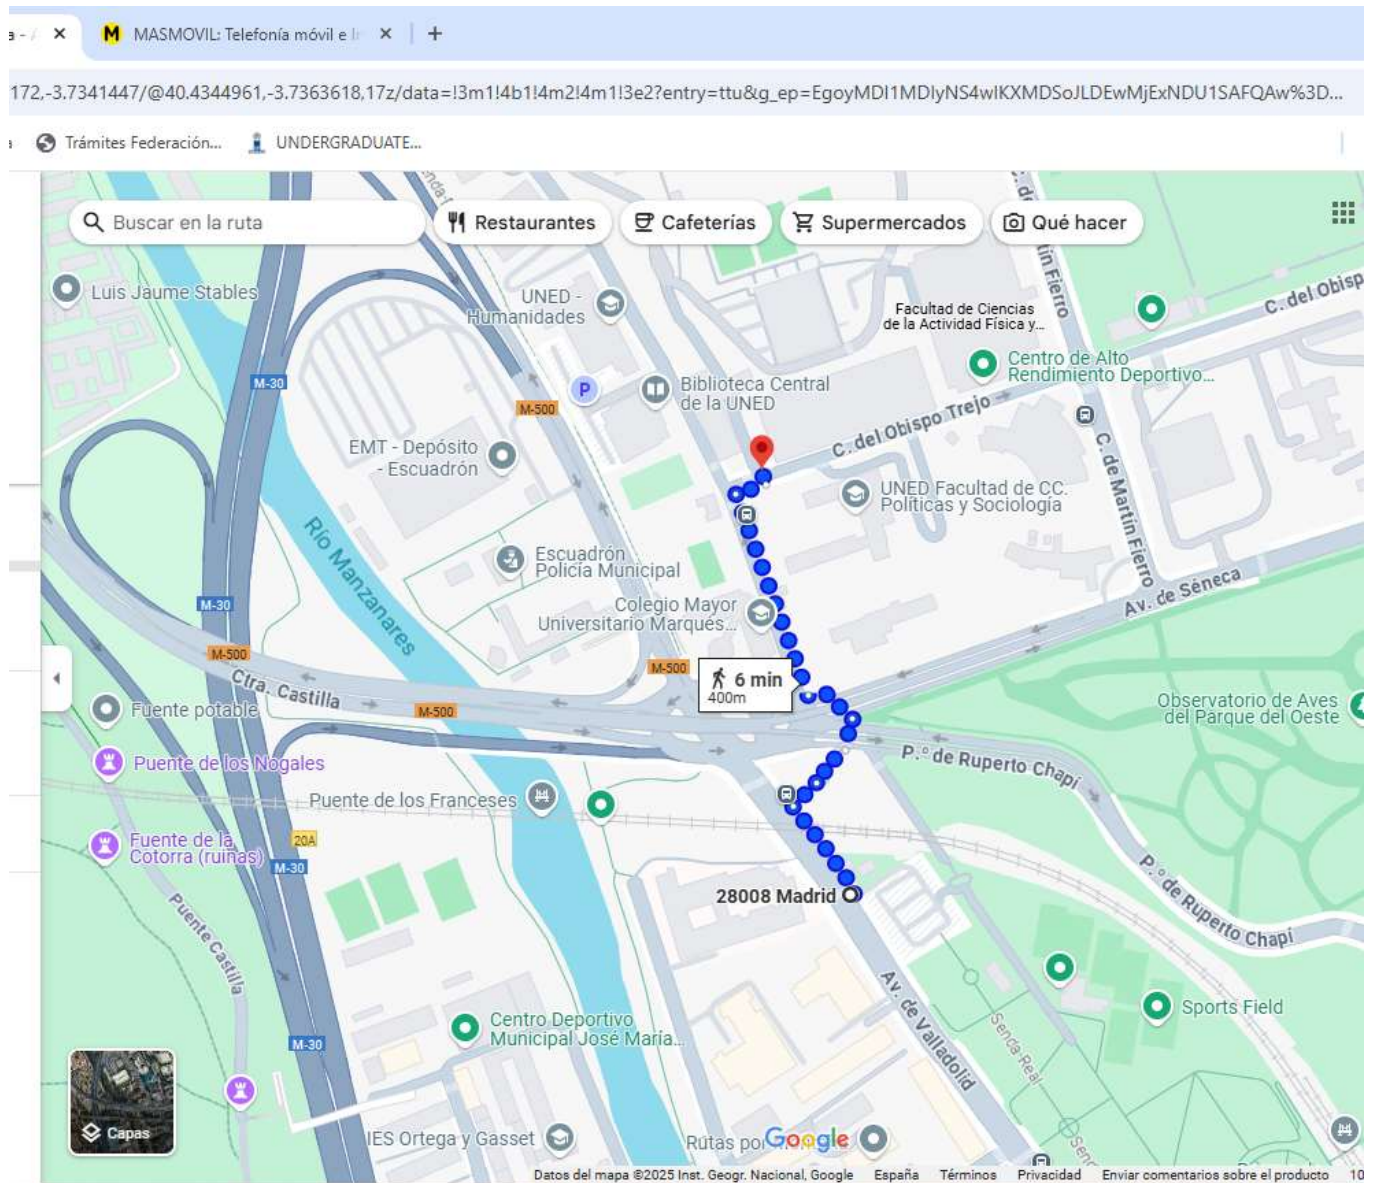 MASMOVIL: Telefonía móvil e In
172,-3.7341447/@40.4344961,-3.7363618,17z/data=!3m1!4b1!4m2!4m1!3e2?entry=ttu&g_ep=EgoyMDI1MDIyNS4wIKXMDSoJLDEwMjExNDU1SAFQAw%3D...
Trámites Federación...
UNDERGRADUATE...
Buscar en la ruta
Restaurantes
Cafeterías
Supermercados
Qué hacer
Luis Jaume Stables
UNED -
Humanidades
Facultad de Ciencias
de la Actividad Física y...
C. del Obisp
Centro de Alto
Rendimiento Deportivo...
M-30
M-500
P
Biblioteca Central
de la UNED
C. del Obispo Trejo
EMT - Depósito
- Escuadrón
C. de Martín Fierro
UNED Facultad de CC.
Políticas y Sociología
Río Manzanares
Escuadrón
Policía Municipal
Av. de Séneca
M-30
Colegio Mayor
Universitario Marqués...
M-500
M-500
6 min
400m
Ctra. Castilla
M-500
Fuente potable
Observatorio de Aves
del Parque del Oeste
Puente de los Nogales
P.º de Ruperto Chapí
Puente de los Franceses
Fuente de la
Cotorra (ruinas)
20A
M-30
28008 Madrid
P.º de Ruperto Chapí
Puente Castilla
Av. de Valladolid
Sports Field
Centro Deportivo
Municipal José María...
M-30
Senda Real
Capas
IES Ortega y Gasset
Rutas por
Google
Datos del mapa ©2025 Inst. Geogr. Nacional, Google España Términos Privacidad Enviar comentarios sobre el producto 10